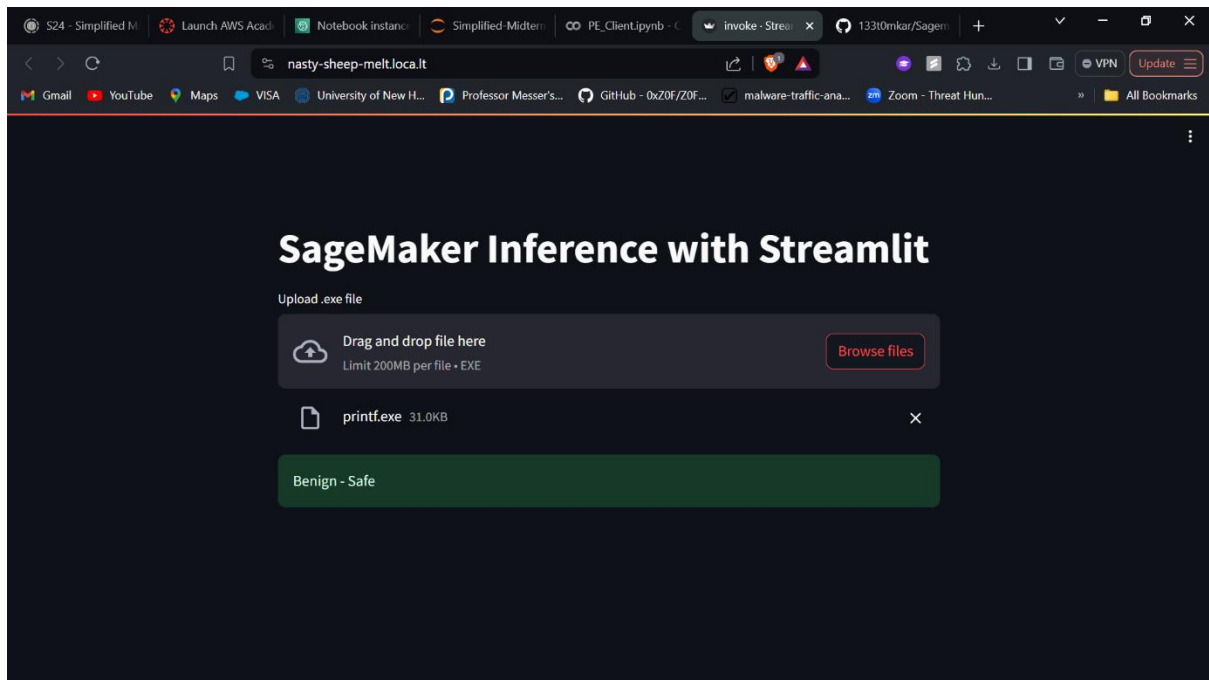 S24 - Simplified M
Launch AWS Acad
Notebook instanc
Simplified-Midterm
PE_Client.ipynb - C
invoke · Strea
133t0mkar/Sagem
nasty-sheep-melt.loca.lt
VPN
Update
Gmail
YouTube
Maps
VISA
University of New H...
Professor Messer's...
GitHub - 0xZ0F/Z0F...
malware-traffic-ana...
zm
Zoom - Threat Hun...
»
All Bookmarks
SageMaker Inference with Streamlit
Upload .exe file
Drag and drop file here
Browse files
Limit 200MB per file • EXE
printf.exe 31.0KB
Benign - Safe